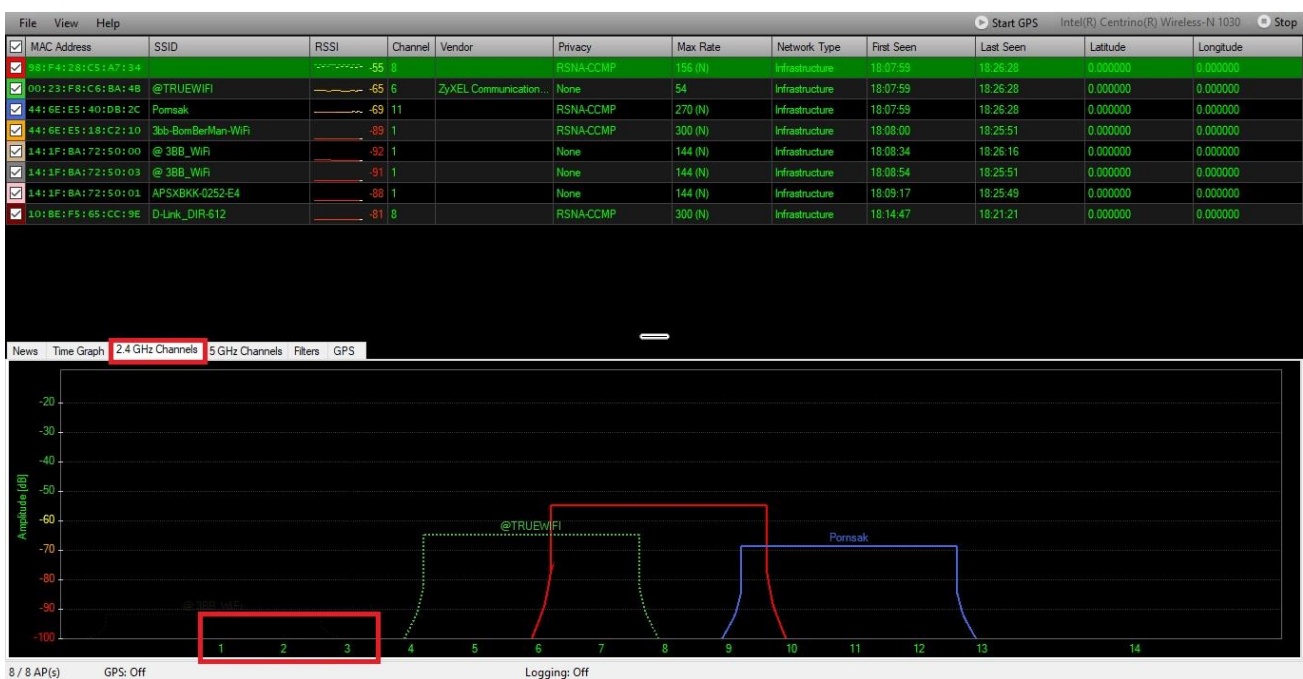 File View Help Start GPS Intel(R) Centrino(R) Wireless-N 1030 Stop
MAC Address SSID RSSI Channel Vendor Privacy Max Rate Network Type First Seen Last Seen Latitude Longitude
98:F4:28:C5:A7:34 -55 8 RSNA-CCMP 156 (N) Infrastructure 18:07:59 18:26:28 0.000000 0.000000
00:23:F8:C6:BA:4B @TRUEWIFI -65 6 ZyXEL Communication... None 54 Infrastructure 18:07:59 18:26:28 0.000000 0.000000
44:6E:E5:40:DB:2C Pornsak -69 11 RSNA-CCMP 270 (N) Infrastructure 18:07:59 18:26:28 0.000000 0.000000
44:6E:E5:18:C2:10 3bb-BomBerMan-WiFi -89 1 RSNA-CCMP 300 (N) Infrastructure 18:08:00 18:25:51 0.000000 0.000000
14:1F:BA:72:50:00 @ 3BB_WiFi -92 1 None 144 (N) Infrastructure 18:08:34 18:26:16 0.000000 0.000000
14:1F:BA:72:50:03 @ 3BB_WiFi -91 1 None 144 (N) Infrastructure 18:08:54 18:25:51 0.000000 0.000000
14:1F:BA:72:50:01 APSXBKK-0252-E4 -88 1 None 144 (N) Infrastructure 18:09:17 18:25:49 0.000000 0.000000
10:BE:F5:65:CC:9E D-Link_DIR-612 -81 8 RSNA-CCMP 300 (N) Infrastructure 18:14:47 18:21:21 0.000000 0.000000
News Time Graph 2.4 GHz Channels 5 GHz Channels Filters GPS
Amplitude [dB]
-20
-30
-40
-50
-60
@TRUEWIFI
Pornsak
-70
-80
-90
@ 3BB_WiFi
-100
1 2 3 4 5 6 7 8 9 10 11 12 13 14
8 / 8 AP(s) GPS: Off Logging: Off